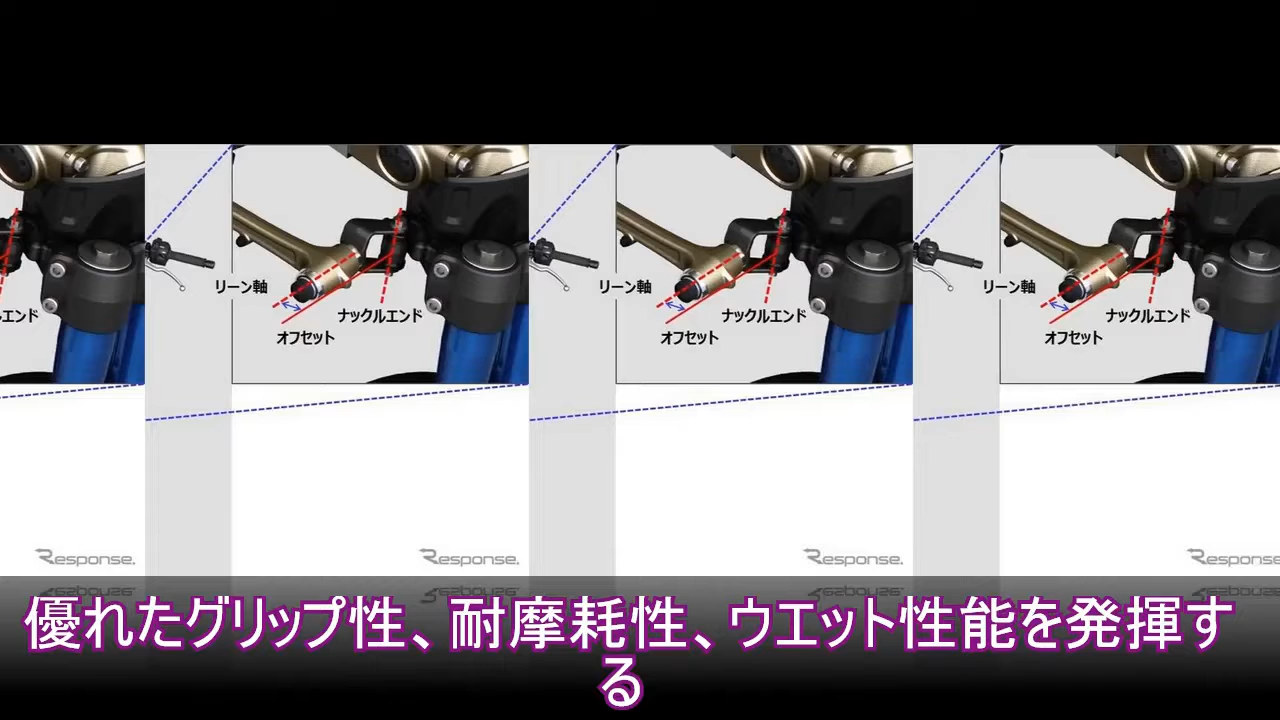 リーン軸
リーン軸
リーン軸
ルエンド
ナックルエンド
ナックルエンド
ナックルエンド
オフセット
オフセット
オフセット
Response.
Response.
Response.
Response
優れたグリップ性、耐摩耗性、ウエット性能を発揮す
る